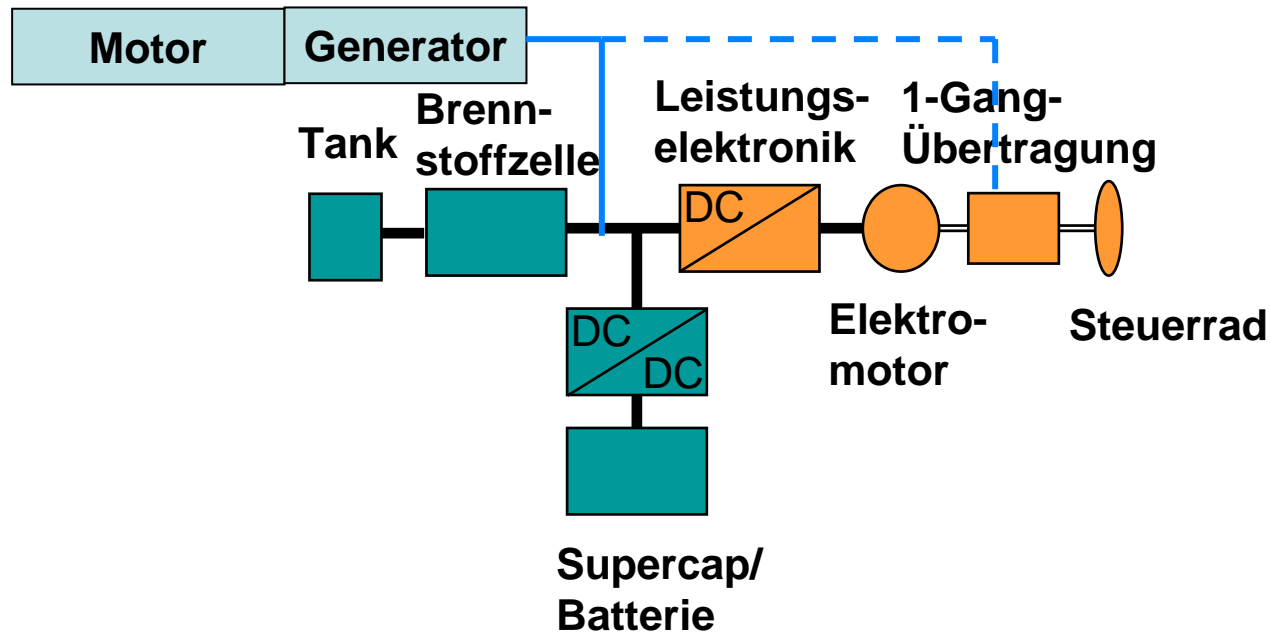 Motor
Generator
Tank
Brenn-
stoffzelle
Leistungs-
elektronik
1-Gang-
Übertragung
DC
DC
DC
Elektro-
motor
Steuerrad
Supercap/
Batterie